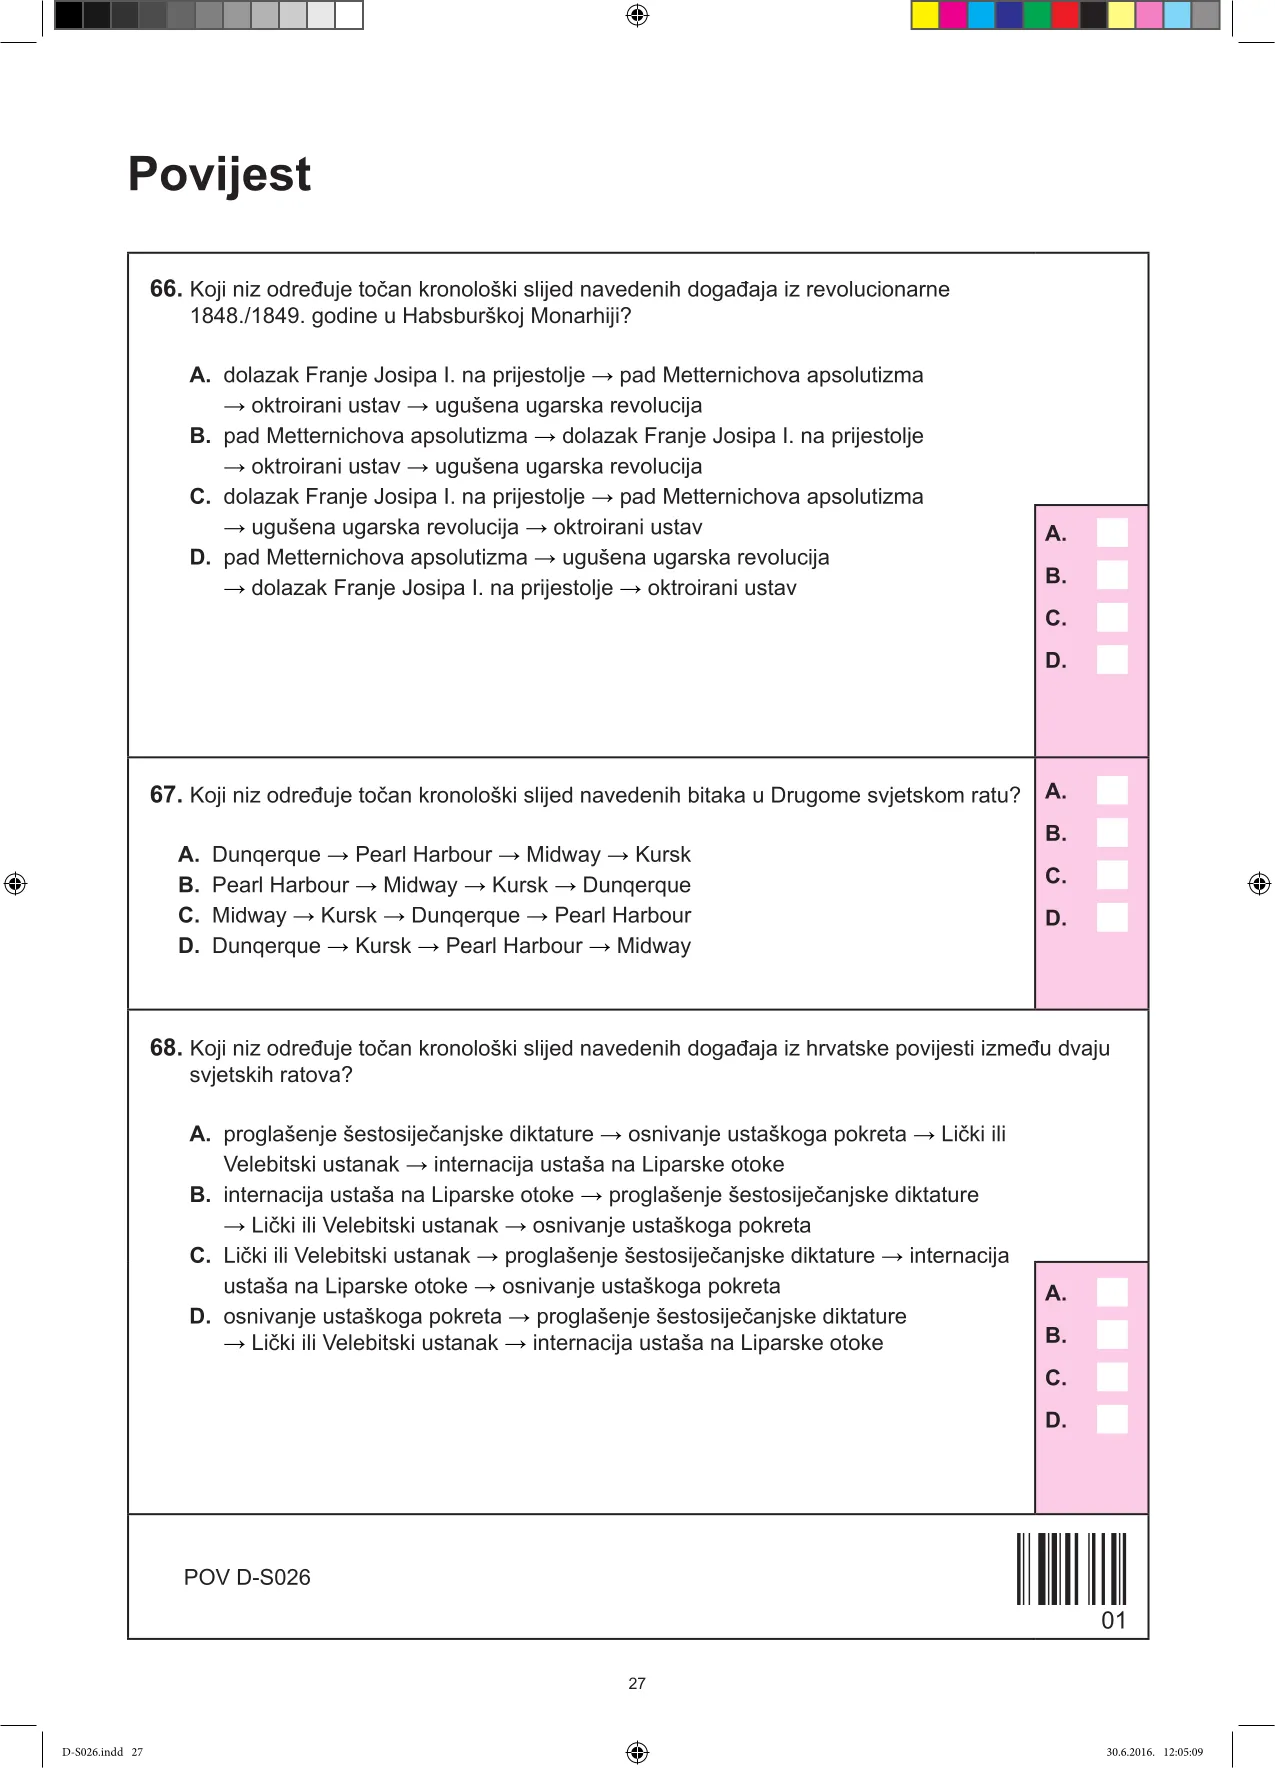 Povijest
66. Koji niz određuje točan kronološki slijed navedenih događaja iz revolucionarne
1848./1849. godine u Habsburškoj Monarhiji?
A. dolazak Franje Josipa I. na prijestolje → pad Metternichova apsolutizma
→ oktroirani ustav → ugušena ugarska revolucija
B. pad Metternichova apsolutizma → dolazak Franje Josipa I. na prijestolje
→ oktroirani ustav → ugušena ugarska revolucija
C. dolazak Franje Josipa I. na prijestolje → pad Metternichova apsolutizma
→ ugušena ugarska revolucija → oktroirani ustav
D. pad Metternichova apsolutizma → ugušena ugarska revolucija
→ dolazak Franje Josipa I. na prijestolje → oktroirani ustav
A.
B.
C.
D.
67. Koji niz određuje točan kronološki slijed navedenih bitaka u Drugome svjetskom ratu?
A. Dunqerque → Pearl Harbour → Midway → Kursk
B. Pearl Harbour → Midway → Kursk → Dunqerque
C. Midway → Kursk → Dunqerque → Pearl Harbour
D. Dunqerque → Kursk → Pearl Harbour → Midway
A.
B.
C.
D.
68. Koji niz određuje točan kronološki slijed navedenih događaja iz hrvatske povijesti između dvaju
svjetskih ratova?
A. proglašenje šestosiječanjske diktature → osnivanje ustaškoga pokreta → Lički ili
Velebitski ustanak → internacija ustaša na Liparske otoke
B. internacija ustaša na Liparske otoke → proglašenje šestosiječanjske diktature
→ Lički ili Velebitski ustanak → osnivanje ustaškoga pokreta
C. Lički ili Velebitski ustanak → proglašenje šestosiječanjske diktature → internacija
ustaša na Liparske otoke → osnivanje ustaškoga pokreta
D. osnivanje ustaškoga pokreta → proglašenje šestosiječanjske diktature
→ Lički ili Velebitski ustanak → internacija ustaša na Liparske otoke
A.
B.
C.
D.
POV D-S026
01
27
D-S026.indd 27
30.6.2016. 12:05:09